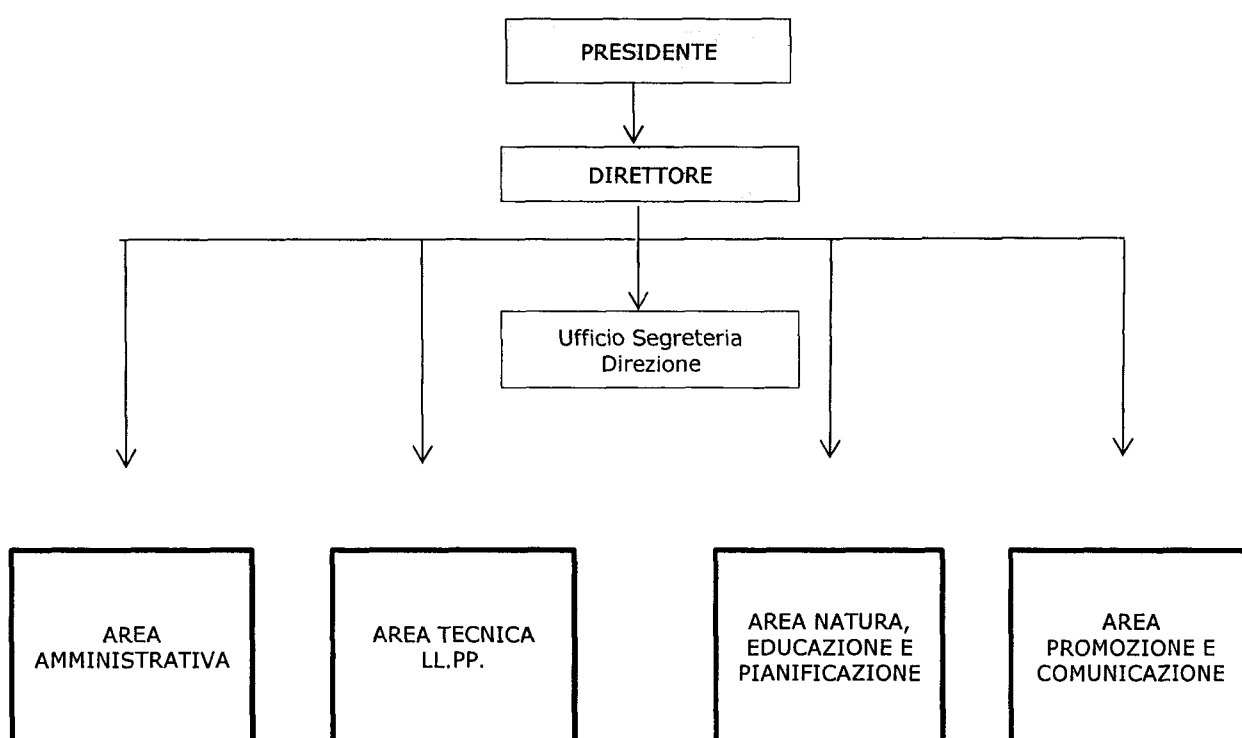 PRESIDENTE
DIRETTORE
Ufficio Segreteria
Direzione
AREA
AMMINISTRATIVA
AREA TECNICA
LL.PP.
AREA NATURA,
EDUCAZIONE E
PIANIFICAZIONE
AREA
PROMOZIONE E
COMUNICAZIONE